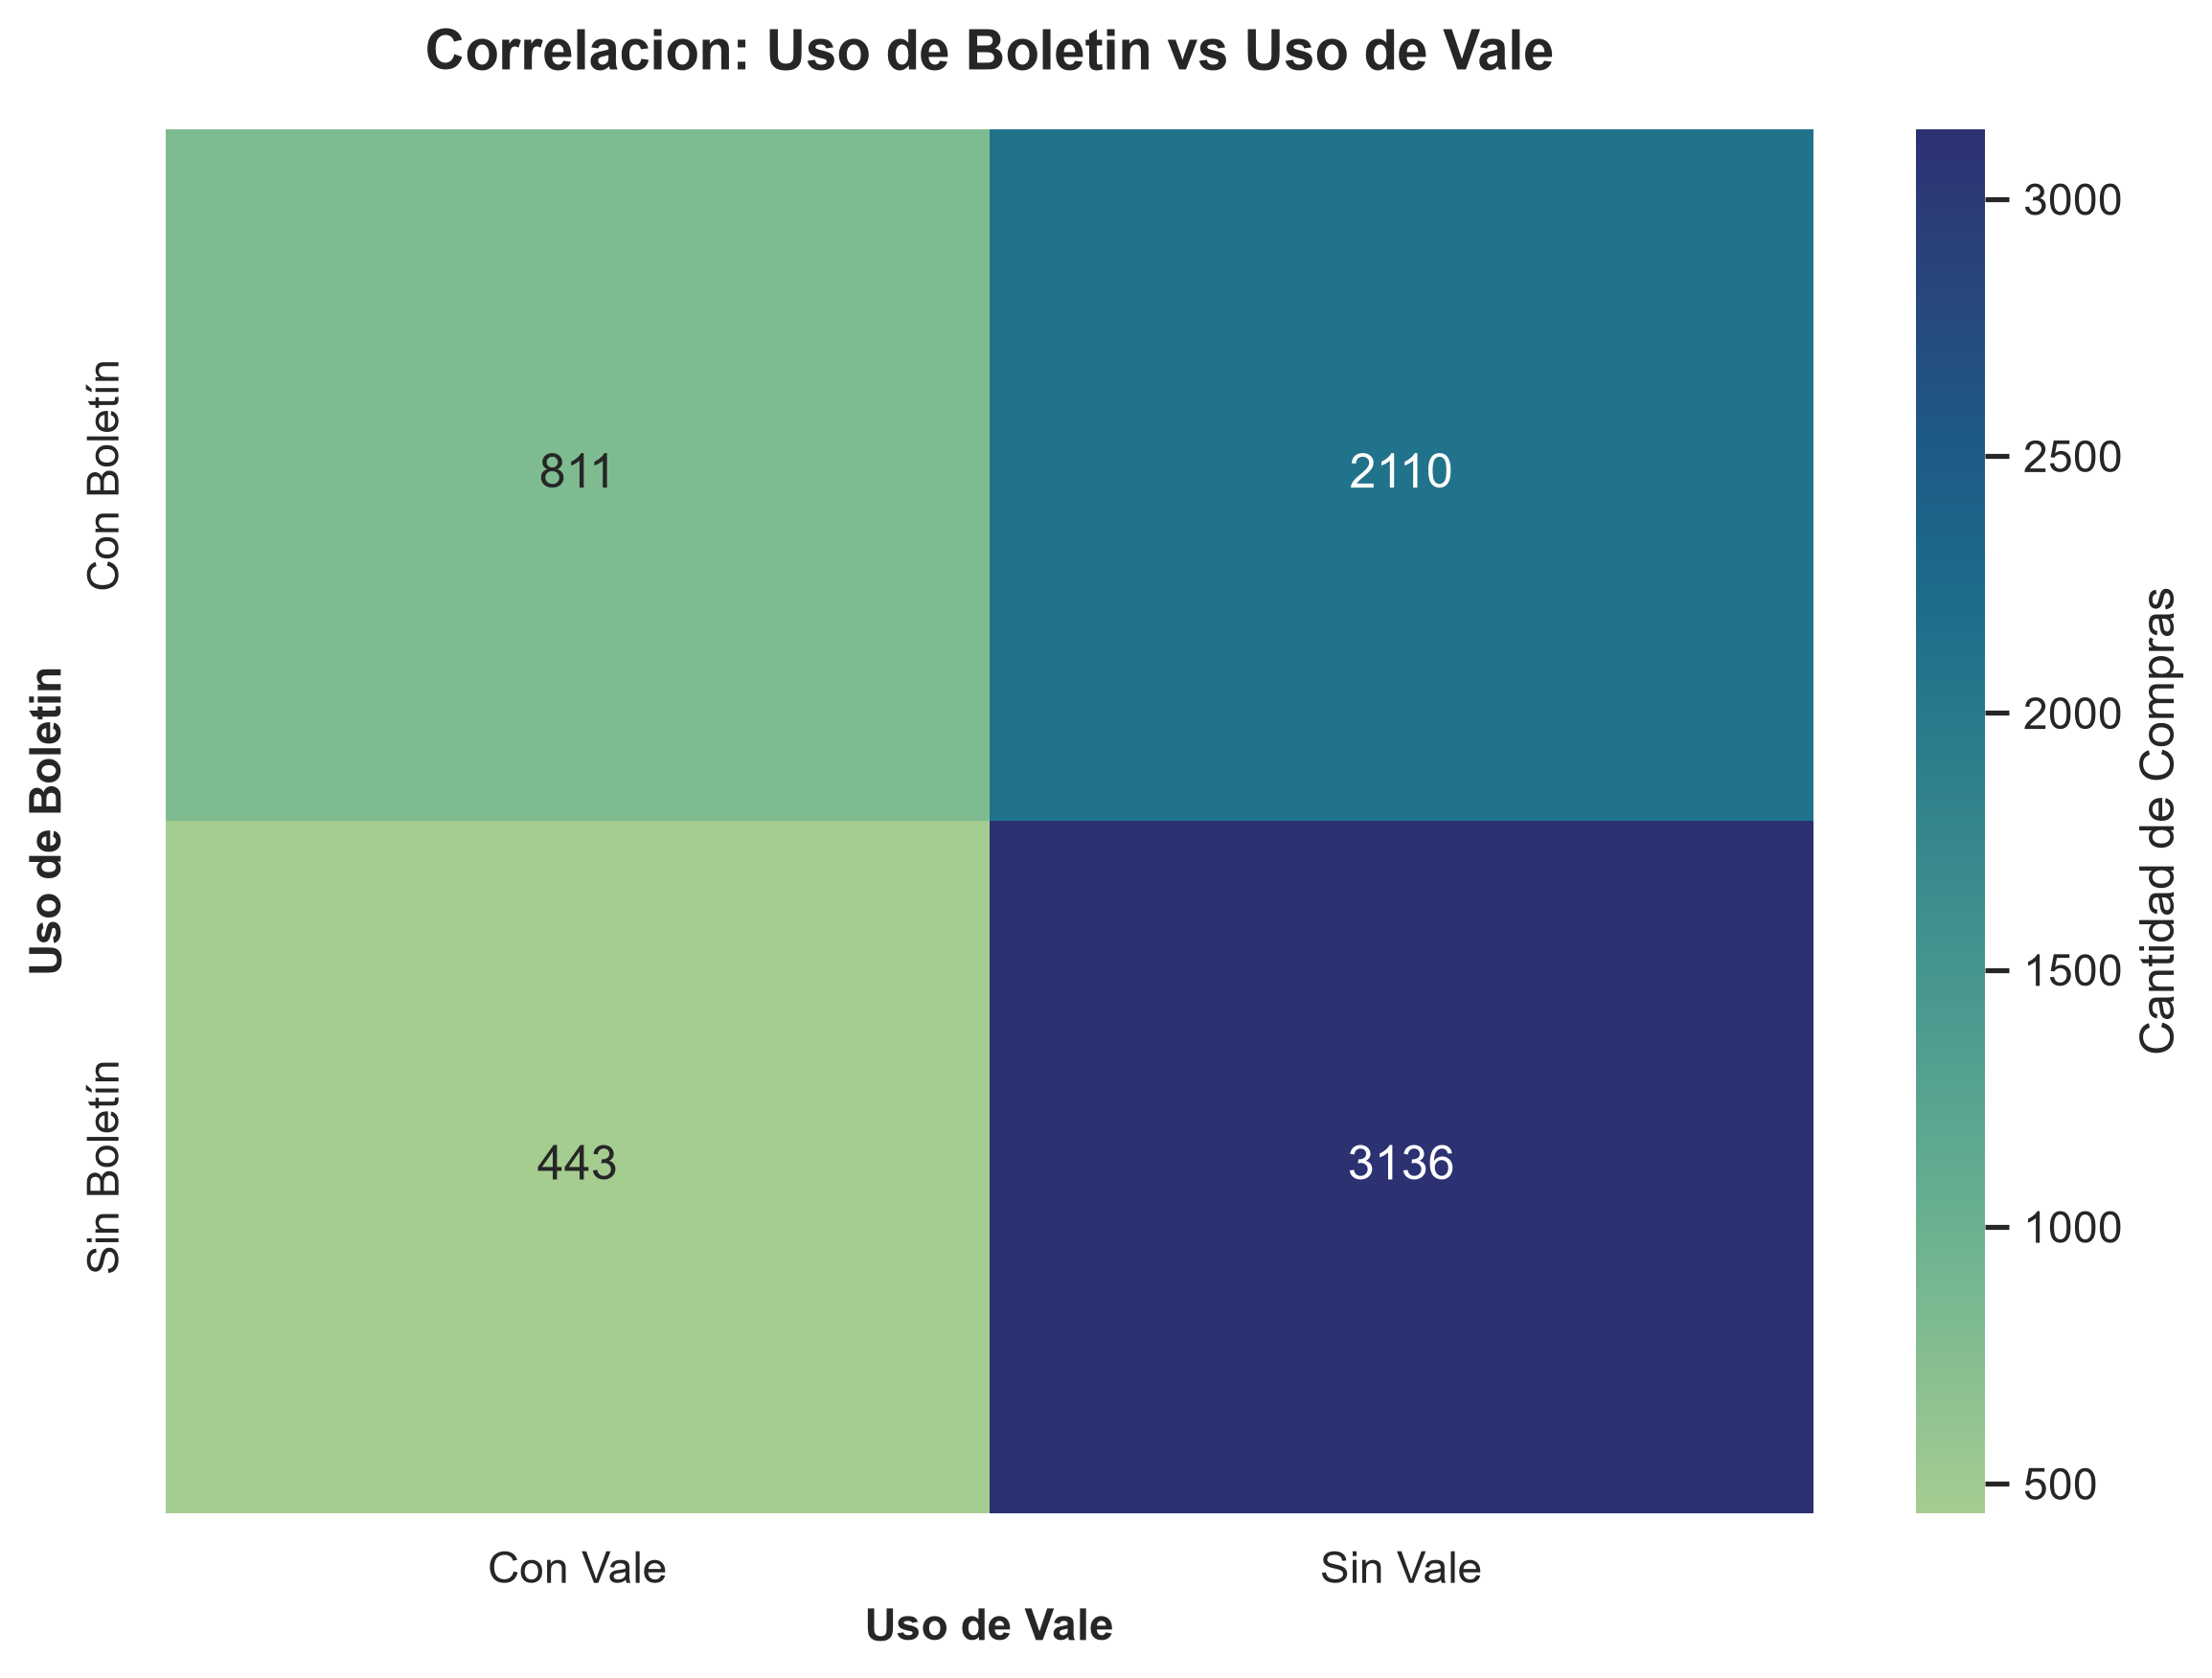 Correlacion: Uso de Boletin vs Uso de Vale
Uso de Boletin
Con Boletín
811
2110
Sin Boletín
443
3136
Con Vale
Sin Vale
Uso de Vale
3000
2500
2000
1500
1000
500
Cantidad de Compras